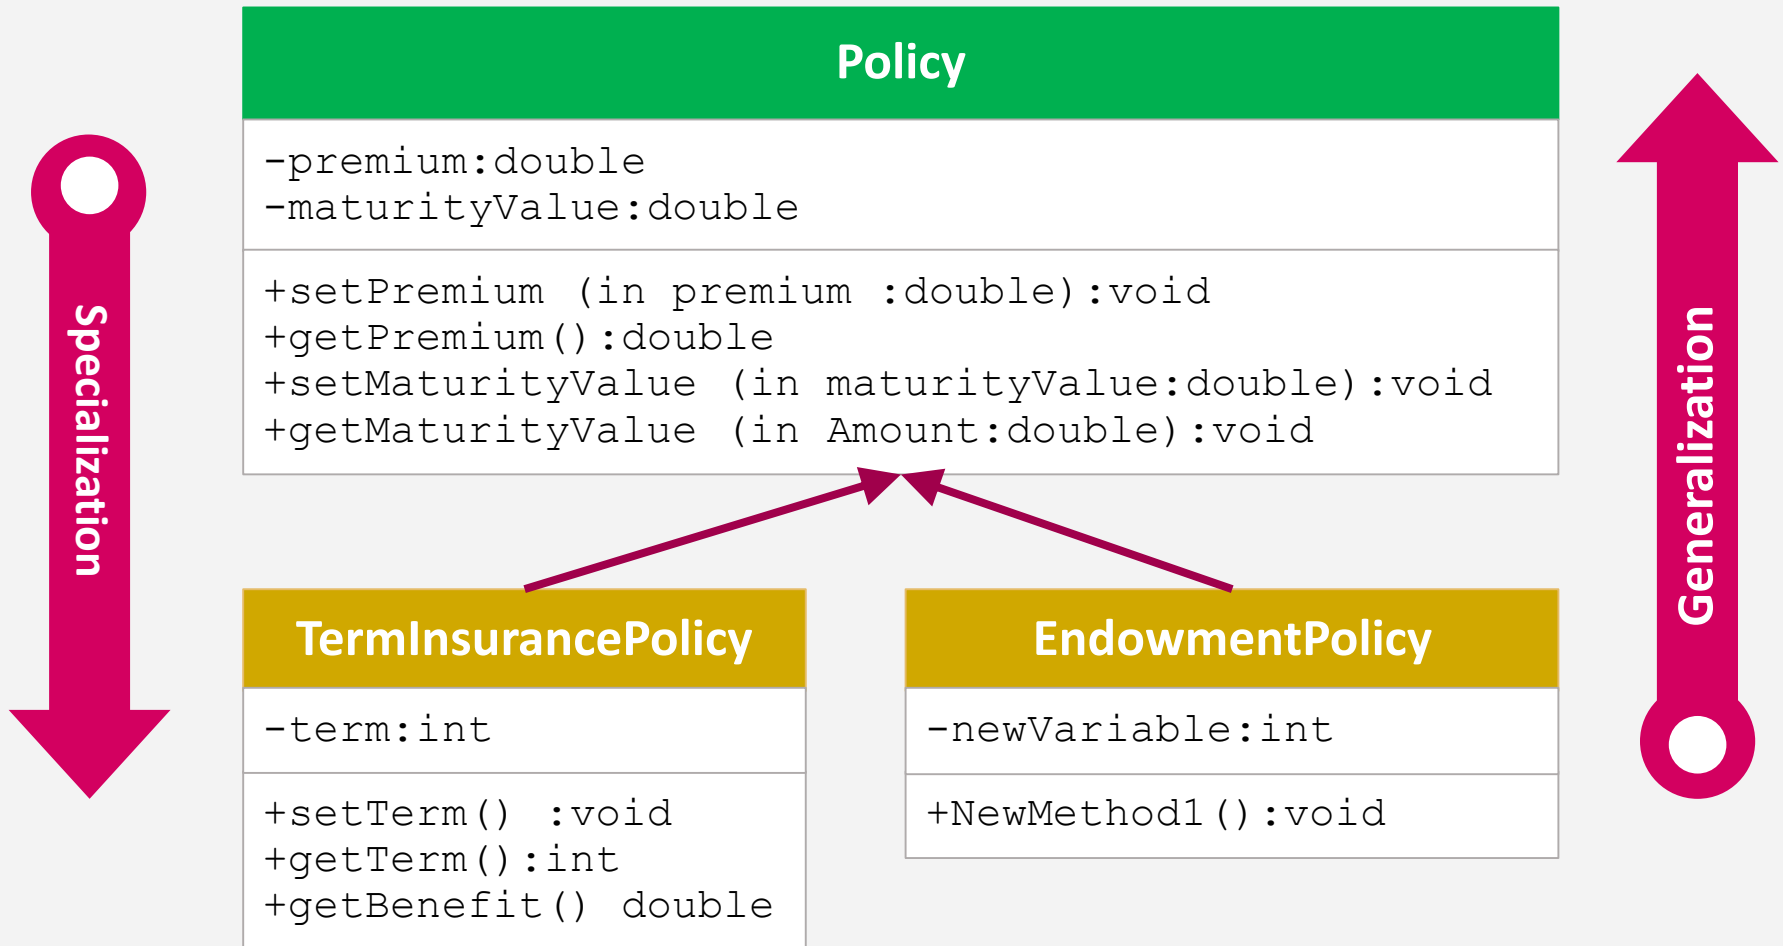 Policy
-premium:double
-maturityValue:double
+setPremium (in premium :double):void
+getPremium():double
+setMaturityValue (in maturityValue:double):void
+getMaturityValue (in Amount:double):void
Specialization
Generalization
TermInsurancePolicy
-term:int
+setTerm() :void
+getTerm():int
+getBenefit() double
EndowmentPolicy
-newVariable:int
+NewMethod1():void